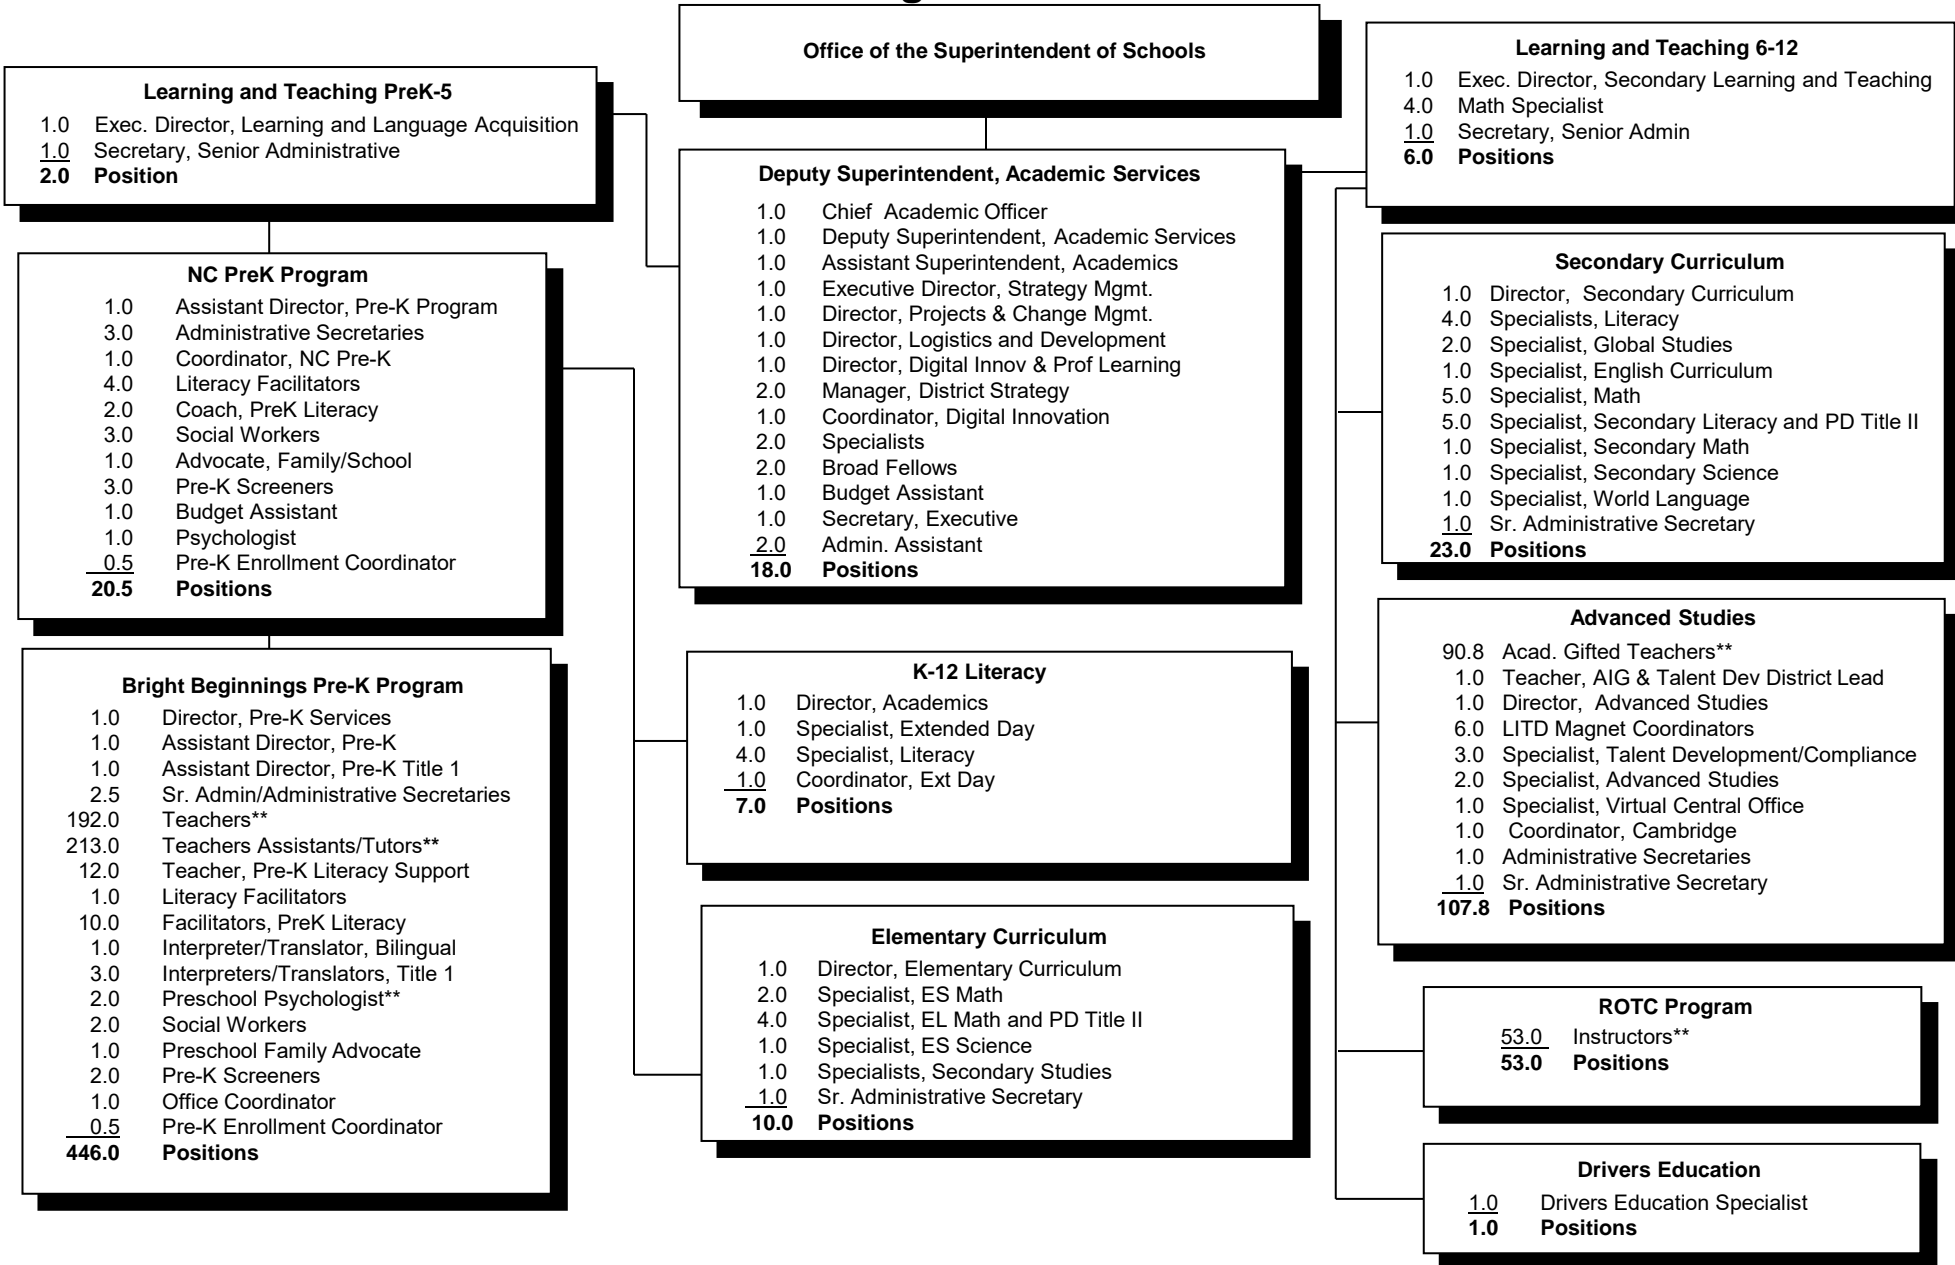 Office of the Superintendent of Schools
Learning and Teaching PreK-5
1.0 Exec. Director, Learning and Language Acquisition
1.0 Secretary, Senior Administrative
2.0 Position
Learning and Teaching 6-12
1.0 Exec. Director, Secondary Learning and Teaching
4.0 Math Specialist
1.0 Secretary, Senior Admin
6.0 Positions
Deputy Superintendent, Academic Services
1.0 Chief Academic Officer
1.0 Deputy Superintendent, Academic Services
1.0 Assistant Superintendent, Academics
1.0 Executive Director, Strategy Mgmt.
1.0 Director, Projects & Change Mgmt.
1.0 Director, Logistics and Development
1.0 Director, Digital Innov & Prof Learning
2.0 Manager, District Strategy
1.0 Coordinator, Digital Innovation
2.0 Specialists
2.0 Broad Fellows
1.0 Budget Assistant
1.0 Secretary, Executive
2.0 Admin. Assistant
18.0 Positions
NC PreK Program
1.0 Assistant Director, Pre-K Program
3.0 Administrative Secretaries
1.0 Coordinator, NC Pre-K
4.0 Literacy Facilitators
2.0 Coach, PreK Literacy
3.0 Social Workers
1.0 Advocate, Family/School
3.0 Pre-K Screeners
1.0 Budget Assistant
1.0 Psychologist
0.5 Pre-K Enrollment Coordinator
20.5 Positions
Secondary Curriculum
1.0 Director, Secondary Curriculum
4.0 Specialists, Literacy
2.0 Specialist, Global Studies
1.0 Specialist, English Curriculum
5.0 Specialist, Math
5.0 Specialist, Secondary Literacy and PD Title II
1.0 Specialist, Secondary Math
1.0 Specialist, Secondary Science
1.0 Specialist, World Language
1.0 Sr. Administrative Secretary
23.0 Positions
Bright Beginnings Pre-K Program
1.0 Director, Pre-K Services
1.0 Assistant Director, Pre-K
1.0 Assistant Director, Pre-K Title 1
2.5 Sr. Admin/Administrative Secretaries
192.0 Teachers**
213.0 Teachers Assistants/Tutors**
12.0 Teacher, Pre-K Literacy Support
1.0 Literacy Facilitators
10.0 Facilitators, PreK Literacy
1.0 Interpreter/Translator, Bilingual
3.0 Interpreters/Translators, Title 1
2.0 Preschool Psychologist**
2.0 Social Workers
1.0 Preschool Family Advocate
2.0 Pre-K Screeners
1.0 Office Coordinator
0.5 Pre-K Enrollment Coordinator
446.0 Positions
K-12 Literacy
1.0 Director, Academics
1.0 Specialist, Extended Day
4.0 Specialist, Literacy
1.0 Coordinator, Ext Day
7.0 Positions
Elementary Curriculum
1.0 Director, Elementary Curriculum
2.0 Specialist, ES Math
4.0 Specialist, EL Math and PD Title II
1.0 Specialist, ES Science
1.0 Specialists, Secondary Studies
1.0 Sr. Administrative Secretary
10.0 Positions
Advanced Studies
90.8 Acad. Gifted Teachers**
1.0 Teacher, AIG & Talent Dev District Lead
1.0 Director, Advanced Studies
6.0 LITD Magnet Coordinators
3.0 Specialist, Talent Development/Compliance
2.0 Specialist, Advanced Studies
1.0 Specialist, Virtual Central Office
1.0 Coordinator, Cambridge
1.0 Administrative Secretaries
1.0 Sr. Administrative Secretary
107.8 Positions
ROTC Program
53.0 Instructors**
53.0 Positions
Drivers Education
1.0 Drivers Education Specialist
1.0 Positions